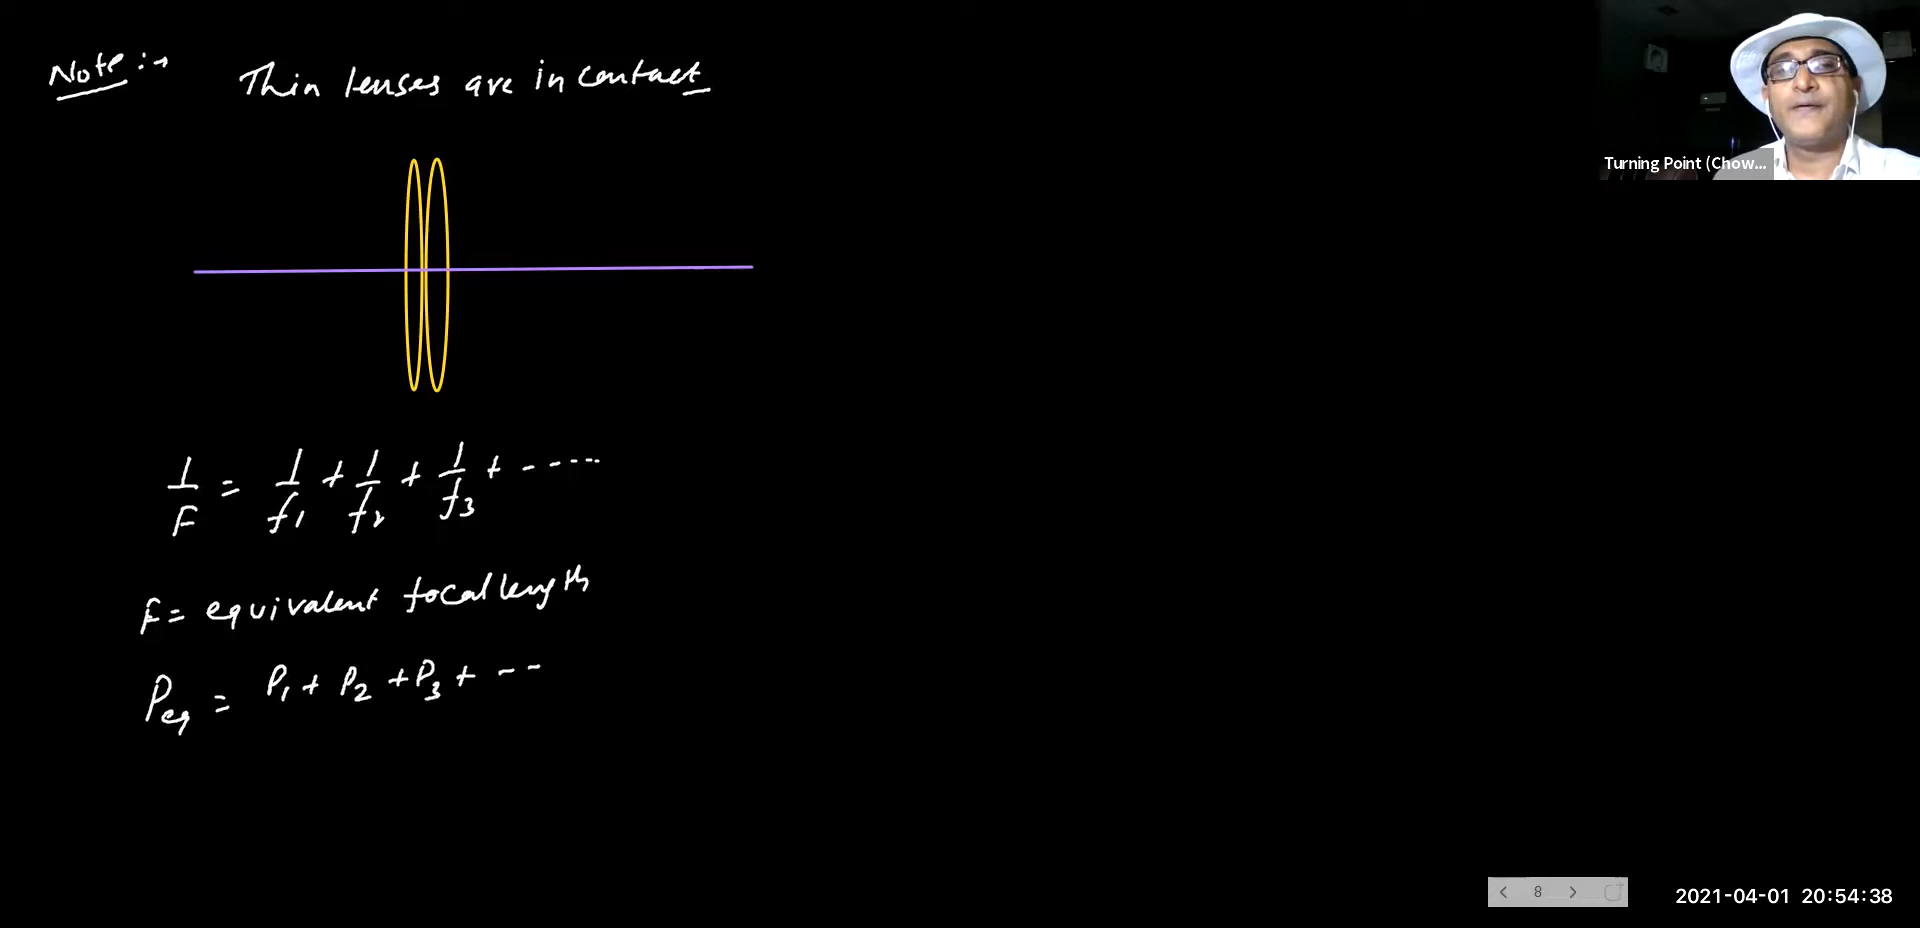 Note :→ Thin lenses are in contact
Turning Point (Chow...
1/F = 1/f1 + 1/f2 + 1/f3 + -----
F = equivalent focal length
Peq = P1 + P2 + P3 + --
< 8 >
2021-04-01 20:54:38